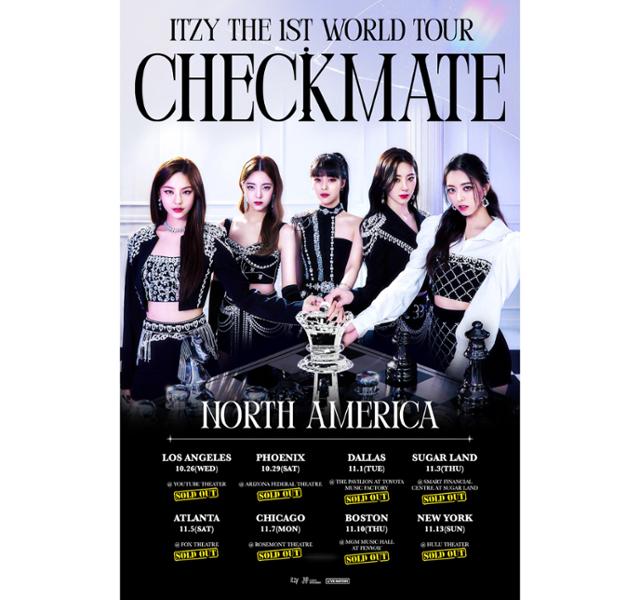 ITZY THE 1ST WORLD TOUR
CHECKMATE
NORTH AMERICA
LOS ANGELES
10.26(WED)
@ YOUTUBE THEATER
SOLD OUT
PHOENIX
10.29(SAT)
@ ARIZONA FEDERAL THEATRE
SOLD OUT
DALLAS
11.1(TUE)
@ THE PAVILION AT TOYOTA
MUSIC FACTORY
SOLD OUT
SUGAR LAND
11.3(THU)
@ SMART FINANCIAL
CENTRE AT SUGAR LAND
SOLD OUT
ATLANTA
11.5(SAT)
@ FOX THEATRE
SOLD OUT
CHICAGO
11.7(MON)
@ ROSEMONT THEATRE
SOLD OUT
BOSTON
11.10(THU)
@ MGM MUSIC HALL
AT FENWAY
SOLD OUT
NEW YORK
11.13(SUN)
@ HULU THEATER
SOLD OUT
itzy
LIVE NATION